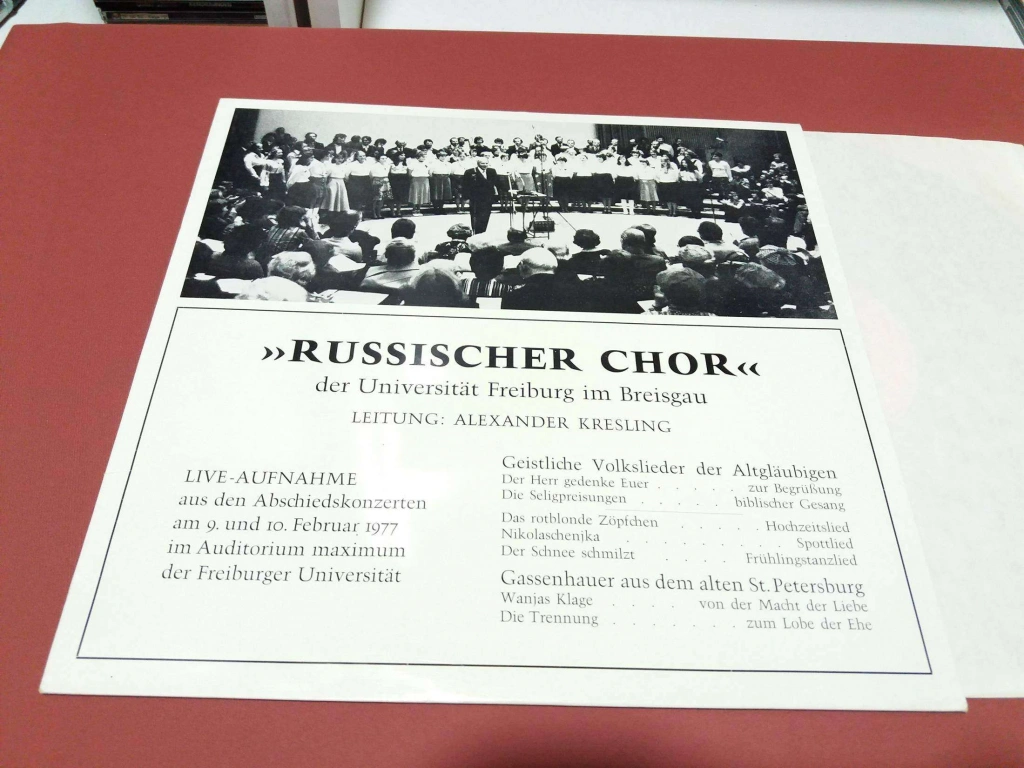 »RUSSISCHER CHOR«
der Universität Freiburg im Breisgau
LEITUNG: ALEXANDER KRESLING
LIVE-AUFNAHME
aus den Abschiedskonzerten
am 9. und 10. Februar 1977
im Auditorium maximum
der Freiburger Universität
Geistliche Volkslieder der Altgläubigen
Der Herr gedenke Euer . . . . . zur Begrüßung
Die Seligpreisungen . . . . biblischer Gesang
Das rotblonde Zöpfchen . . . . . Hochzeitslied
Nikolaschenjka . . . . . . . . . Spottlied
Der Schnee schmilzt . . . . Frühlingstanzlied
Gassenhauer aus dem alten St. Petersburg
Wanjas Klage . . . . von der Macht der Liebe
Die Trennung . . . . . . . zum Lobe der Ehe